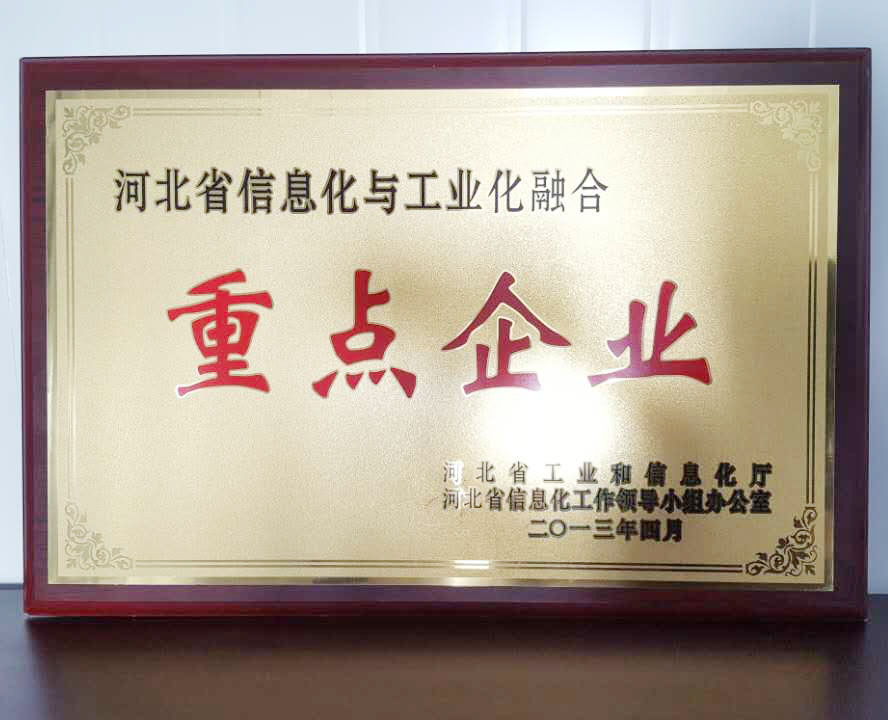 河北省信息化与工业化融合
重点企业
河北省工业和信息化厅
河北省信息化工作领导小组办公室
二〇一三年四月